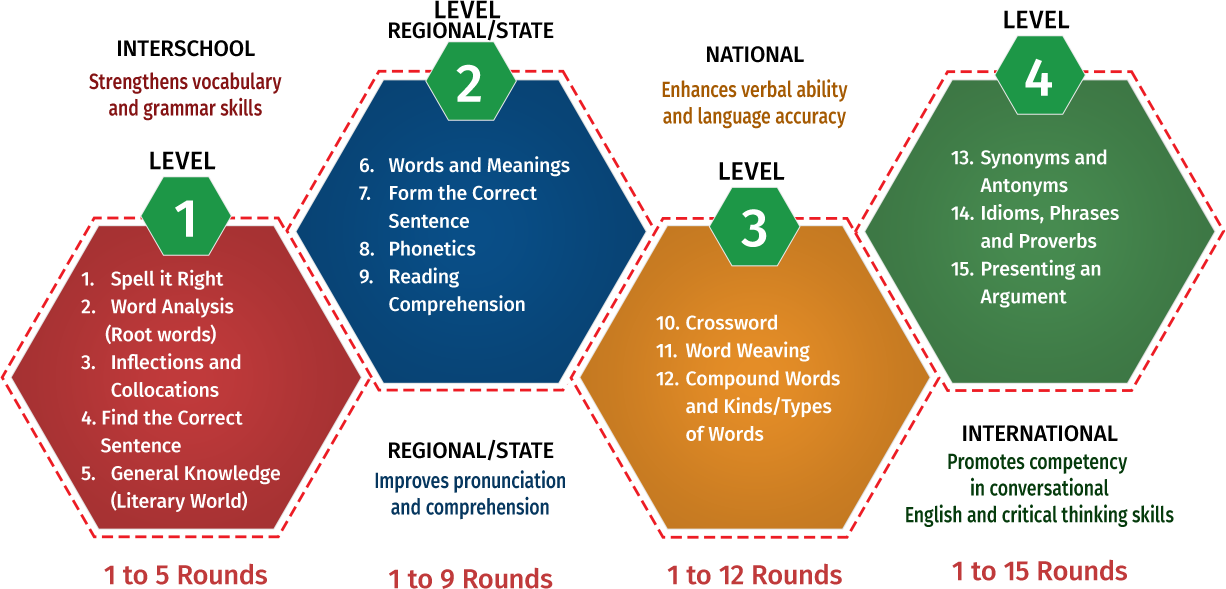 INTERSCHOOL
Strengthens vocabulary
and grammar skills
LEVEL
1
1. Spell it Right
2. Word Analysis
(Root words)
3. Inflections and
Collocations
4. Find the Correct
Sentence
5. General Knowledge
(Literary World)
1 to 5 Rounds
LEVEL
REGIONAL/STATE
2
6. Words and Meanings
7. Form the Correct
Sentence
8. Phonetics
9. Reading
Comprehension
REGIONAL/STATE
Improves pronunciation
and comprehension
1 to 9 Rounds
NATIONAL
Enhances verbal ability
and language accuracy
LEVEL
3
10. Crossword
11. Word Weaving
12. Compound Words
and Kinds/Types
of Words
1 to 12 Rounds
LEVEL
4
13. Synonyms and
Antonyms
14. Idioms, Phrases
and Proverbs
15. Presenting an
Argument
INTERNATIONAL
Promotes competency
in conversational
English and critical thinking skills
1 to 15 Rounds